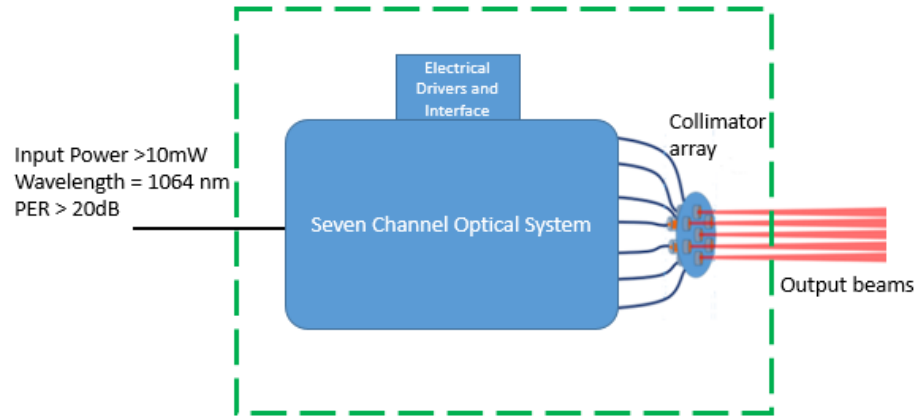 Electrical
Drivers and
Interface
Collimator
array
Input Power >10mW
Wavelength = 1064 nm
PER > 20dB
Seven Channel Optical System
Output beams